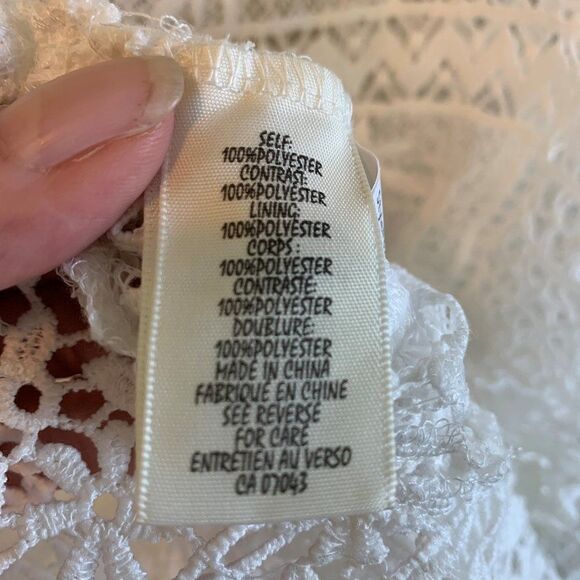 SELF:
100%POLYESTER
CONTRAST:
100%POLYESTER
LINING:
100%POLYESTER
CORPS :
100%POLYESTER
CONTRASTE:
100%POLYESTER
DOUBLURE:
100%POLYESTER
MADE IN CHINA
FABRIQUE EN CHINE
SEE REVERSE
FOR CARE
ENTRETIEN AU VERSO
CA 07043